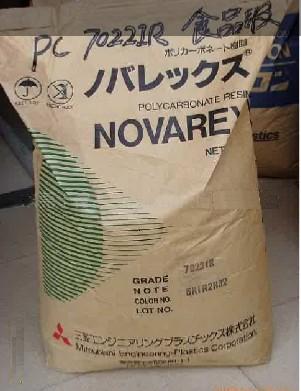 PC 7022IR 食品级
ポリカーボネート樹脂
ノバレックス®
POLYCARBONATE RESIN
NOVAREX
NET
GRADE 7022IR
NOTE
COLOR NO.
LOT NO.
三菱エンジニアリングプラスチックス株式会社
Mitsubishi Engineering-Plastics Corporation